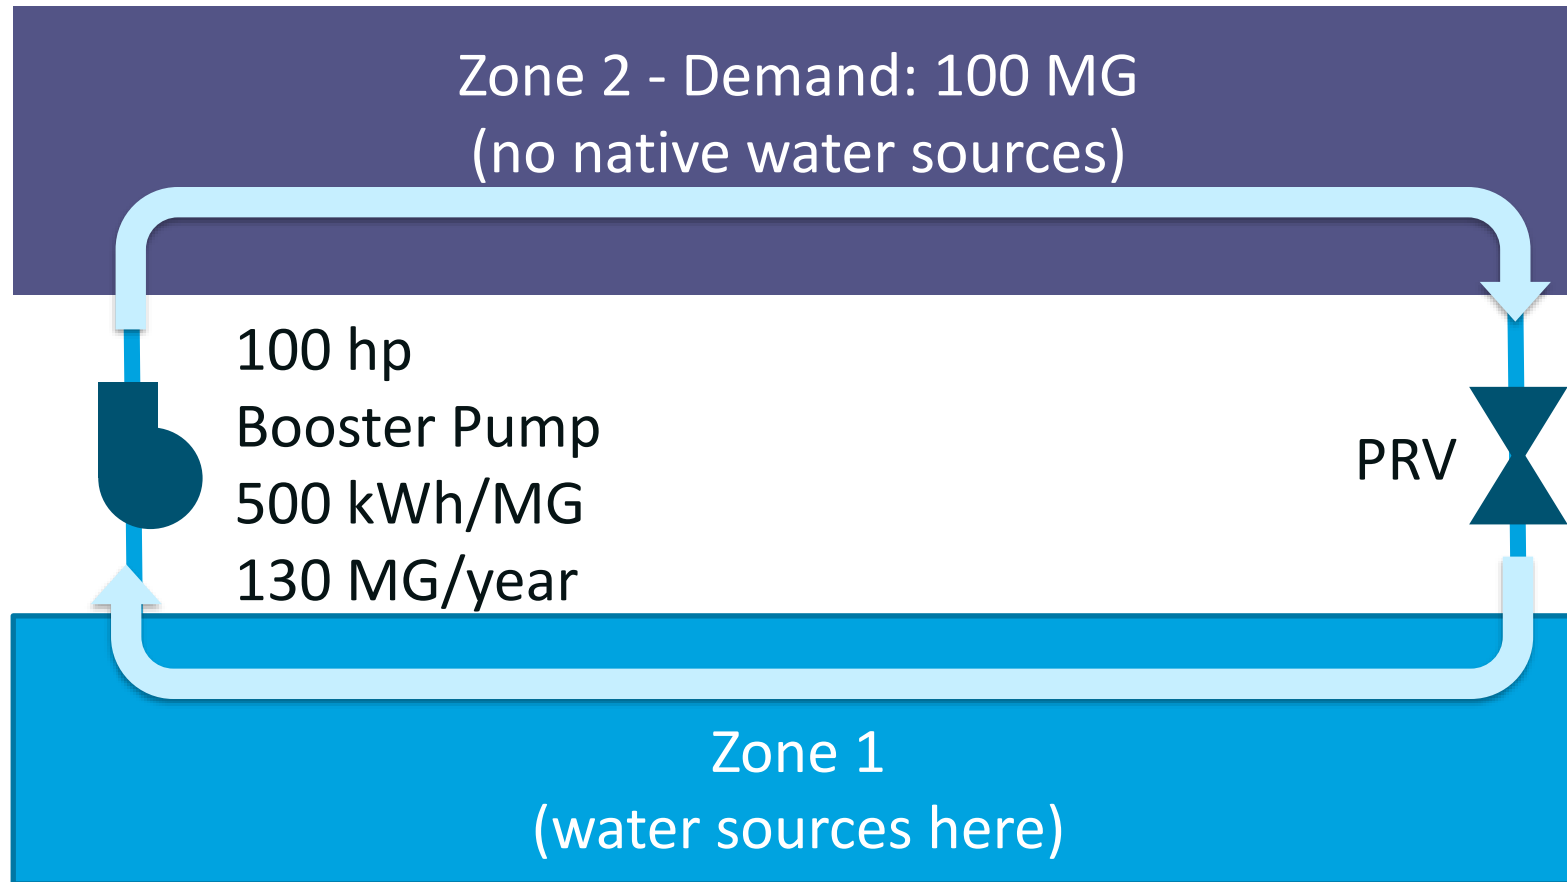 Zone 2 - Demand: 100 MG
(no native water sources)
100 hp
Booster Pump
500 kWh/MG
130 MG/year
PRV
Zone 1
(water sources here)